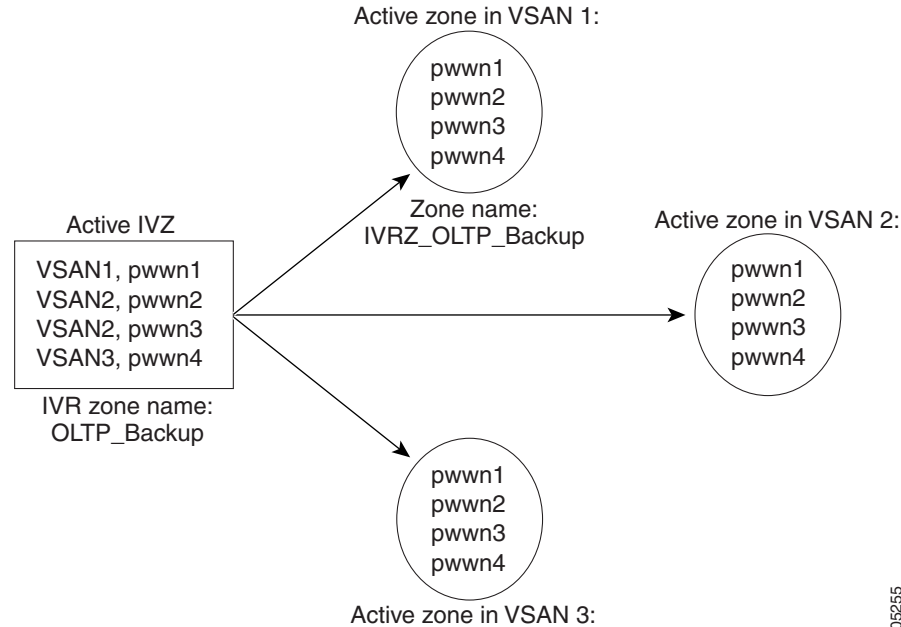 Active zone in VSAN 1:
pwwn1
pwwn2
pwwn3
pwwn4
Zone name:
IVRZ_OLTP_Backup
Active IVZ
VSAN1, pwwn1
VSAN2, pwwn2
VSAN2, pwwn3
VSAN3, pwwn4
IVR zone name:
OLTP_Backup
Active zone in VSAN 2:
pwwn1
pwwn2
pwwn3
pwwn4
pwwn1
pwwn2
pwwn3
pwwn4
Active zone in VSAN 3: